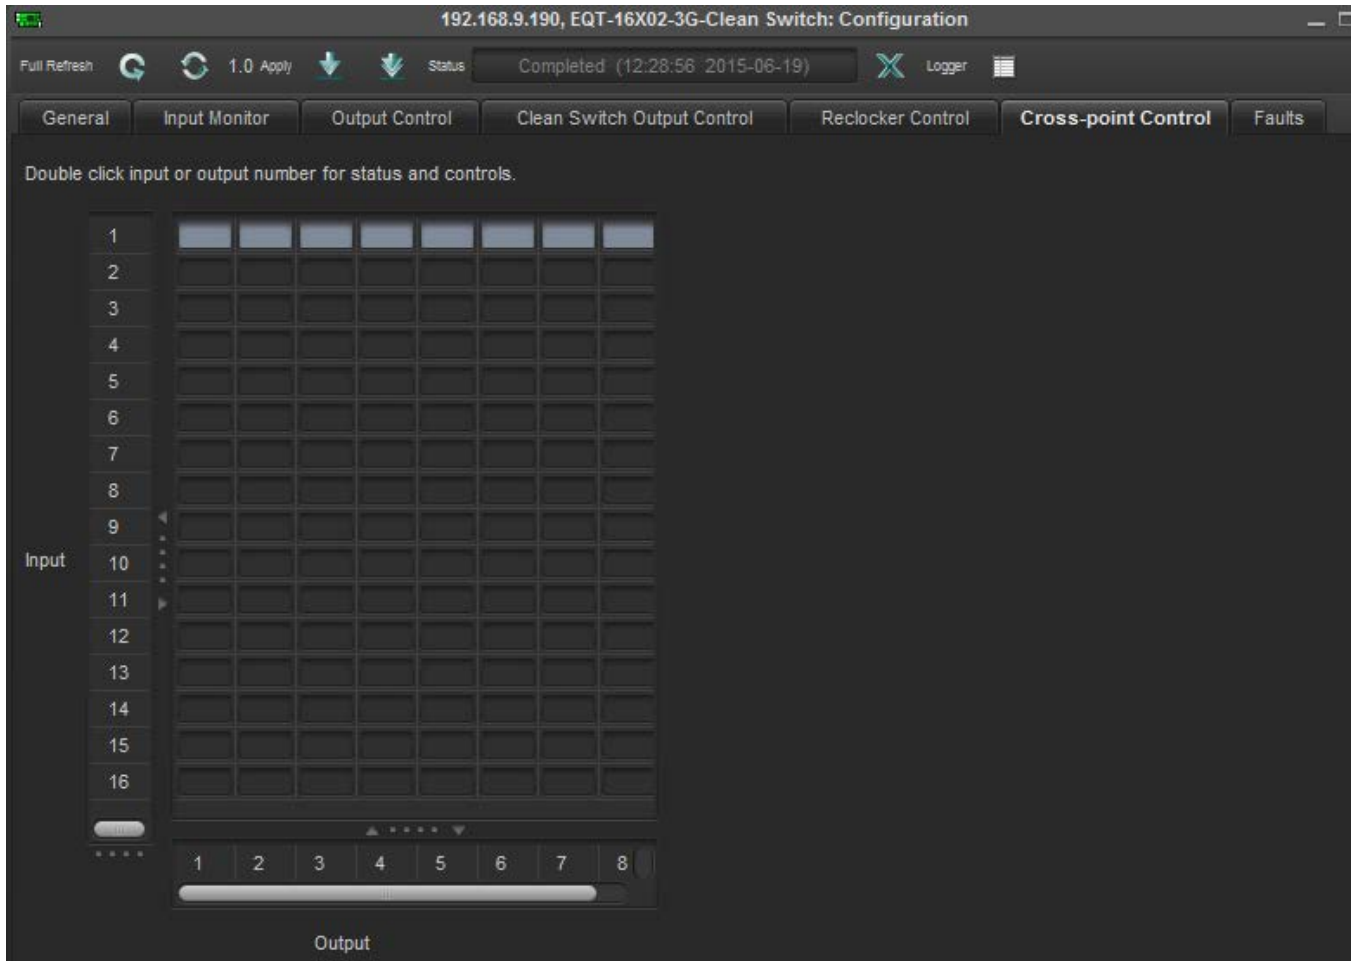 192.168.9.190, EQT-16X02-3G-Clean Switch: Configuration
Full Refresh 1.0 Apply Status Completed (12:28:56 2015-06-19) Logger
General Input Monitor Output Control Clean Switch Output Control Reclocker Control Cross-point Control Faults
Double click input or output number for status and controls.
1
2
3
4
5
6
7
8
9
Input 10
11
12
13
14
15
16
1 2 3 4 5 6 7 8
Output